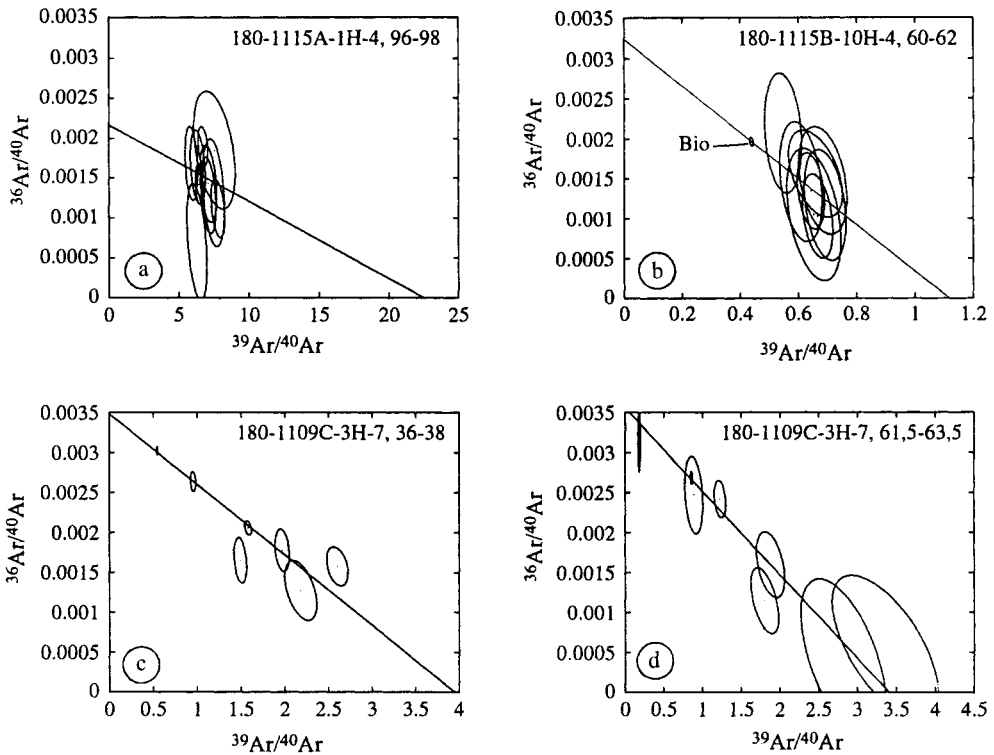 180-1115A-1H-4, 96-98
0.0035
0.003
0.0025
0.002
0.0015
0.001
0.0005
0
36Ar/40Ar
a
0 5 10 15 20 25
39Ar/40Ar
180-1115B-10H-4, 60-62
0.0035
0.003
0.0025
0.002
0.0015
0.001
0.0005
0
36Ar/40Ar
Bio
b
0 0.2 0.4 0.6 0.8 1 1.2
39Ar/40Ar
180-1109C-3H-7, 36-38
0.0035
0.003
0.0025
0.002
0.0015
0.001
0.0005
0
36Ar/40Ar
c
0 0.5 1 1.5 2 2.5 3 3.5 4
39Ar/40Ar
180-1109C-3H-7, 61,5-63,5
0.0035
0.003
0.0025
0.002
0.0015
0.001
0.0005
0
36Ar/40Ar
d
0 0.5 1 1.5 2 2.5 3 3.5 4 4.5
39Ar/40Ar